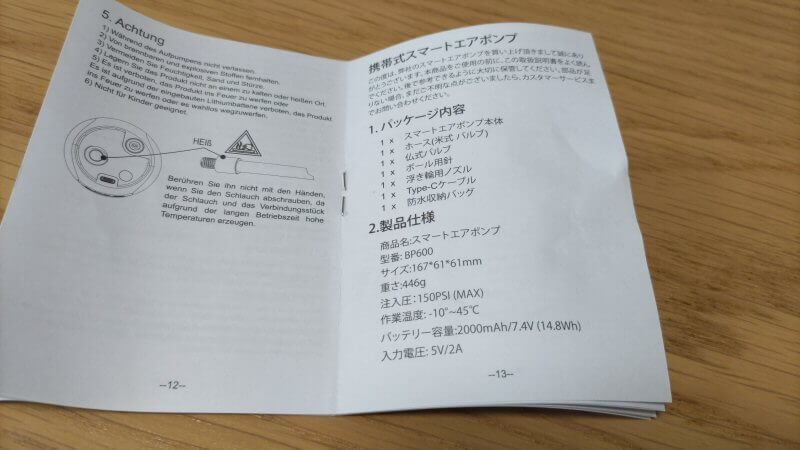 5. Achtung
1) Während des Aufpumpens nicht verlassen.
2) Von brennbaren und explosiven Stoffen fernhalten.
3) Vermeiden Sie Feuchtigkeit, Sand und Stürze.
4) Legern Sie das Produkt nicht an einem zu kalten oder heißen Ort.
5) Es ist verboten, das Produkt ins Feuer zu werfen oder
Es ist aufgrund der eingebauten Lithiumbatterie verboten, das Produkt
ins Feuer zu werfen oder es wahllos wegzuwerfen.
6) Nicht für Kinder geeignet.
HEIß
Berühren Sie ihn nicht mit den Händen,
wenn Sie den Schlauch abschrauben, da
der Schlauch und das Verbindungsstück
aufgrund der langen Betriebszeit hohe
Temperaturen erzeugen.
--12--
携帯式スマートエアポンプ
この度は、弊社のスマートエアポンプを買い上げ頂きまして誠にあり
がとうございます。本商品をご使用の前に、この取扱説明書をよく読ん
でください。後で参考できるように大切に保管してください。部品が足
りない場合、まだご不明な点がございましたら、カスタマーサービスま
でお問い合わせください。
1. パッケージ内容
1 x スマートエアポンプ本体
1 x ホース(米式 バルブ)
1 x 仏式バルブ
1 x ボール用針
1 x 浮き輪用ノズル
1 x Type-Cケーブル
1 x 防水収納バッグ
2.製品仕様
商品名:スマートエアポンプ
型番: BP600
サイズ:167*61*61mm
重さ:446g
注入圧：150PSI (MAX)
作業温度: -10°~45℃
バッテリー容量:2000mAh/7.4V (14.8Wh)
入力電圧: 5V/2A
--13--